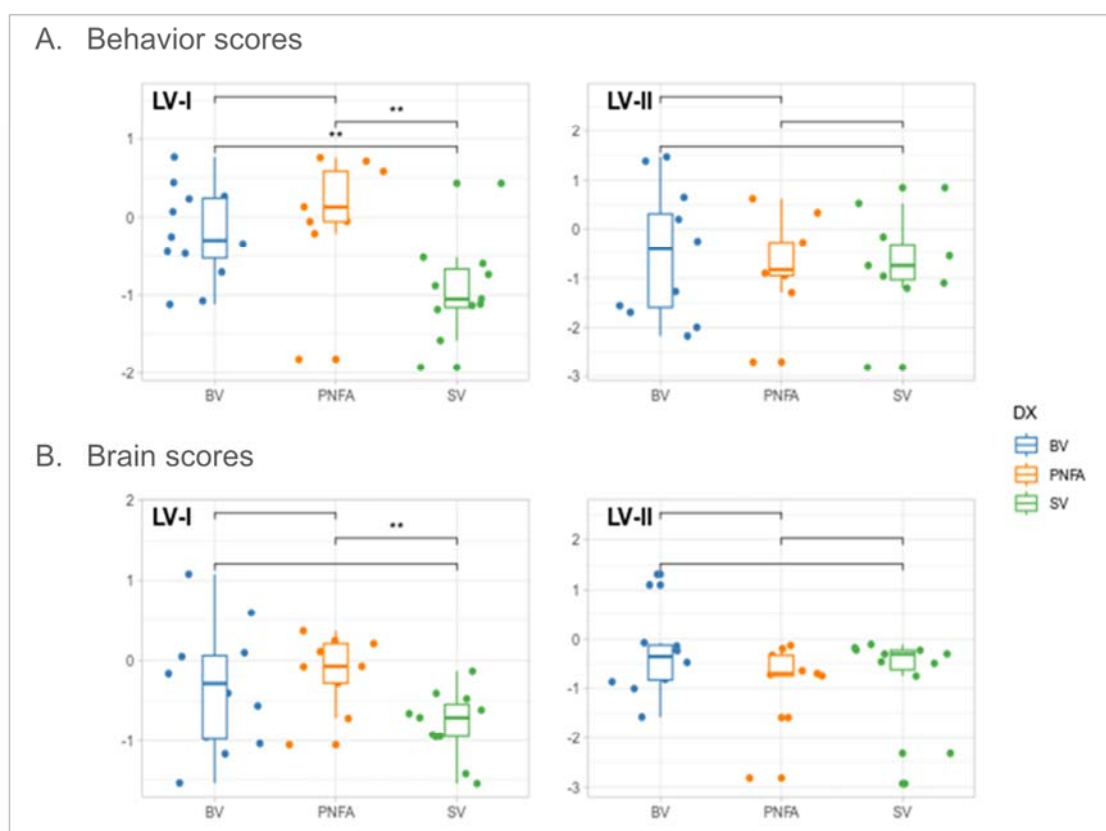 A. Behavior scores
LV-I
LV-II
**
**
1
0
-1
-2
2
1
0
-1
-2
-3
BV PNFA SV
BV PNFA SV
DX
BV
PNFA
SV
B. Brain scores
LV-I
LV-II
**
2
1
0
-1
2
1
0
-1
-2
-3
BV PNFA SV
BV PNFA SV